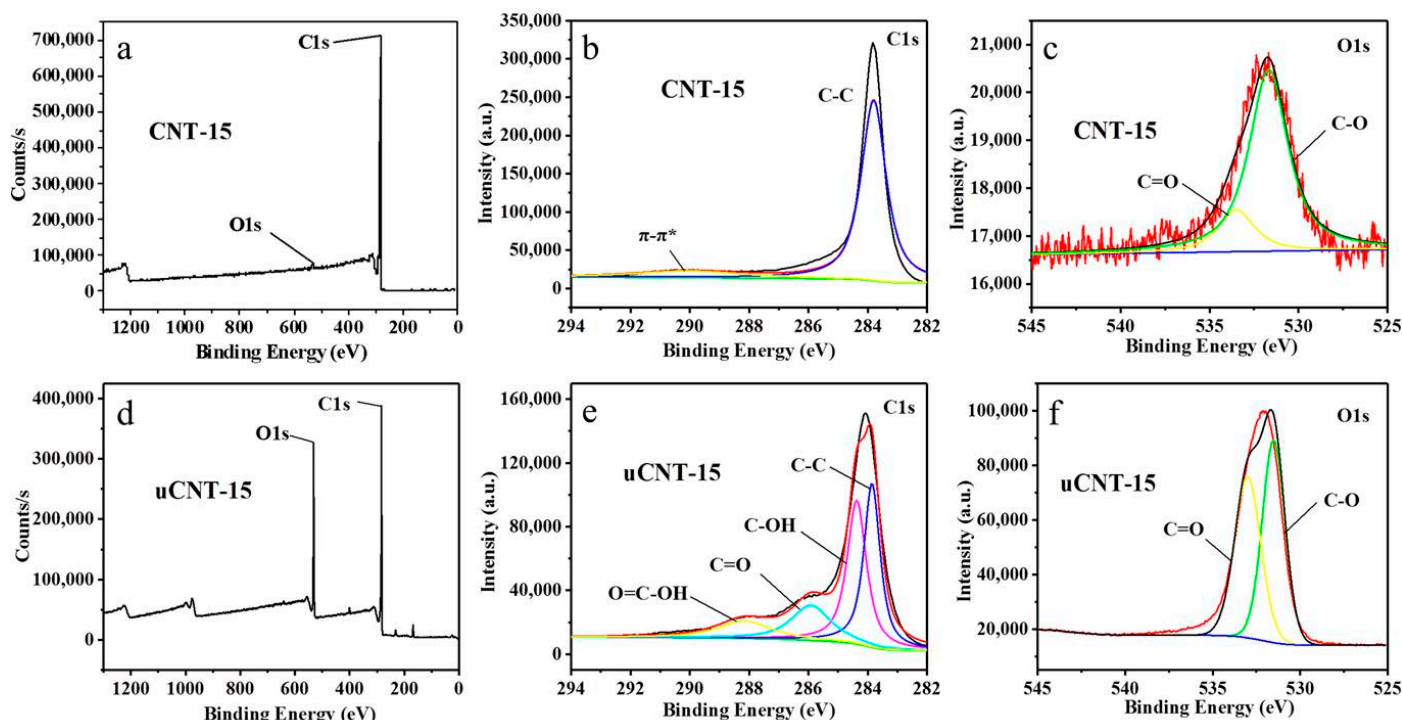 a
CNT-15
C1s
O1s
Counts/s
700,000
600,000
500,000
400,000
300,000
200,000
100,000
0
1200 1000 800 600 400 200 0
Binding Energy (eV)
b
CNT-15
C1s
C-C
π-π*
Intensity (a.u.)
350,000
300,000
250,000
200,000
150,000
100,000
50,000
0
294 292 290 288 286 284 282
Binding Energy (eV)
c
CNT-15
O1s
C-O
C=O
Intensity (a.u.)
21,000
20,000
19,000
18,000
17,000
16,000
545 540 535 530 525
Binding Energy (eV)
d
uCNT-15
C1s
O1s
Counts/s
400,000
300,000
200,000
100,000
0
1200 1000 800 600 400 200 0
Binding Energy (eV)
e
uCNT-15
C1s
C-C
C-OH
C=O
O=C-OH
Intensity (a.u.)
160,000
120,000
80,000
40,000
0
294 292 290 288 286 284 282
Binding Energy (eV)
f
uCNT-15
O1s
C-O
C=O
Intensity (a.u.)
100,000
80,000
60,000
40,000
20,000
545 540 535 530 525
Binding Energy (eV)